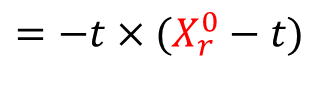 = −t × (X_r^0 − t)